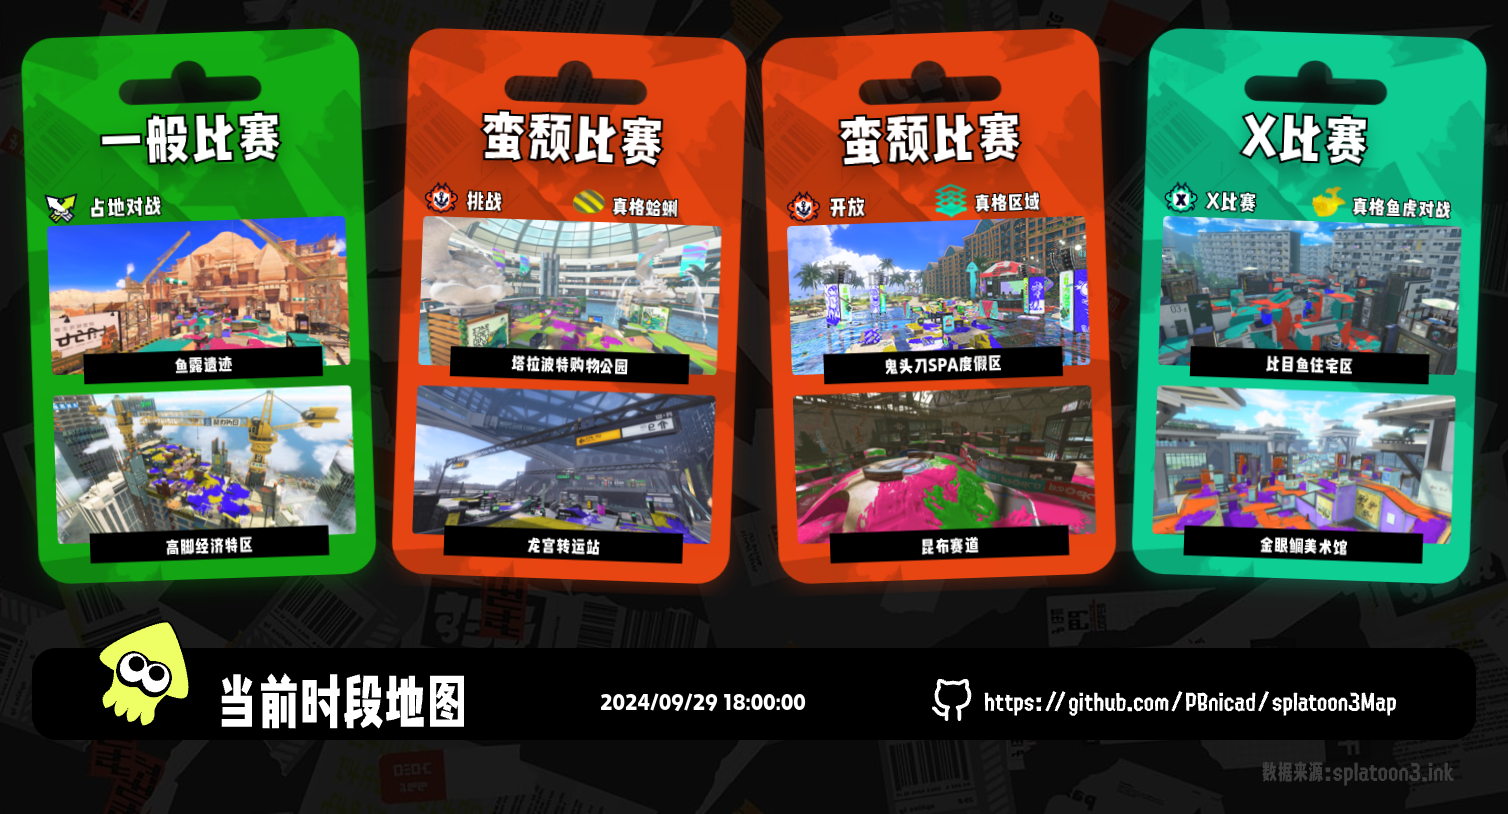 一般比赛
占地对战
鱼露遗迹
高脚经济特区
蛮颓比赛
挑战
真格蛤蜊
塔拉波特购物公园
龙宫转运站
蛮颓比赛
开放
真格区域
鬼头刀SPA度假区
昆布赛道
X比赛
X比赛
真格鱼虎对战
比目鱼住宅区
金眼鲷美术馆
当前时段地图
2024/09/29 18:00:00
https://github.com/PBnicad/splatoon3Map
数据来源:splatoon3.ink